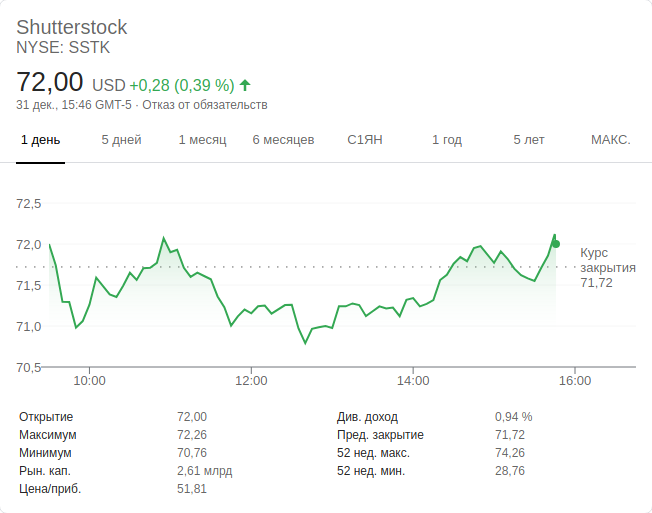 Shutterstock
NYSE: SSTK
72,00 USD +0,28 (0,39 %)
31 дек., 15:46 GMT-5 · Отказ от обязательств
1 день 5 дней 1 месяц 6 месяцев С1ЯН 1 год 5 лет МАКС.
72,5
72,0
71,5
71,0
70,5
Курс
закрытия
71,72
10:00 12:00 14:00 16:00
Открытие 72,00
Максимум 72,26
Минимум 70,76
Рын. кап. 2,61 млрд
Цена/приб. 51,81
Див. доход 0,94 %
Пред. закрытие 71,72
52 нед. макс. 74,26
52 нед. мин. 28,76